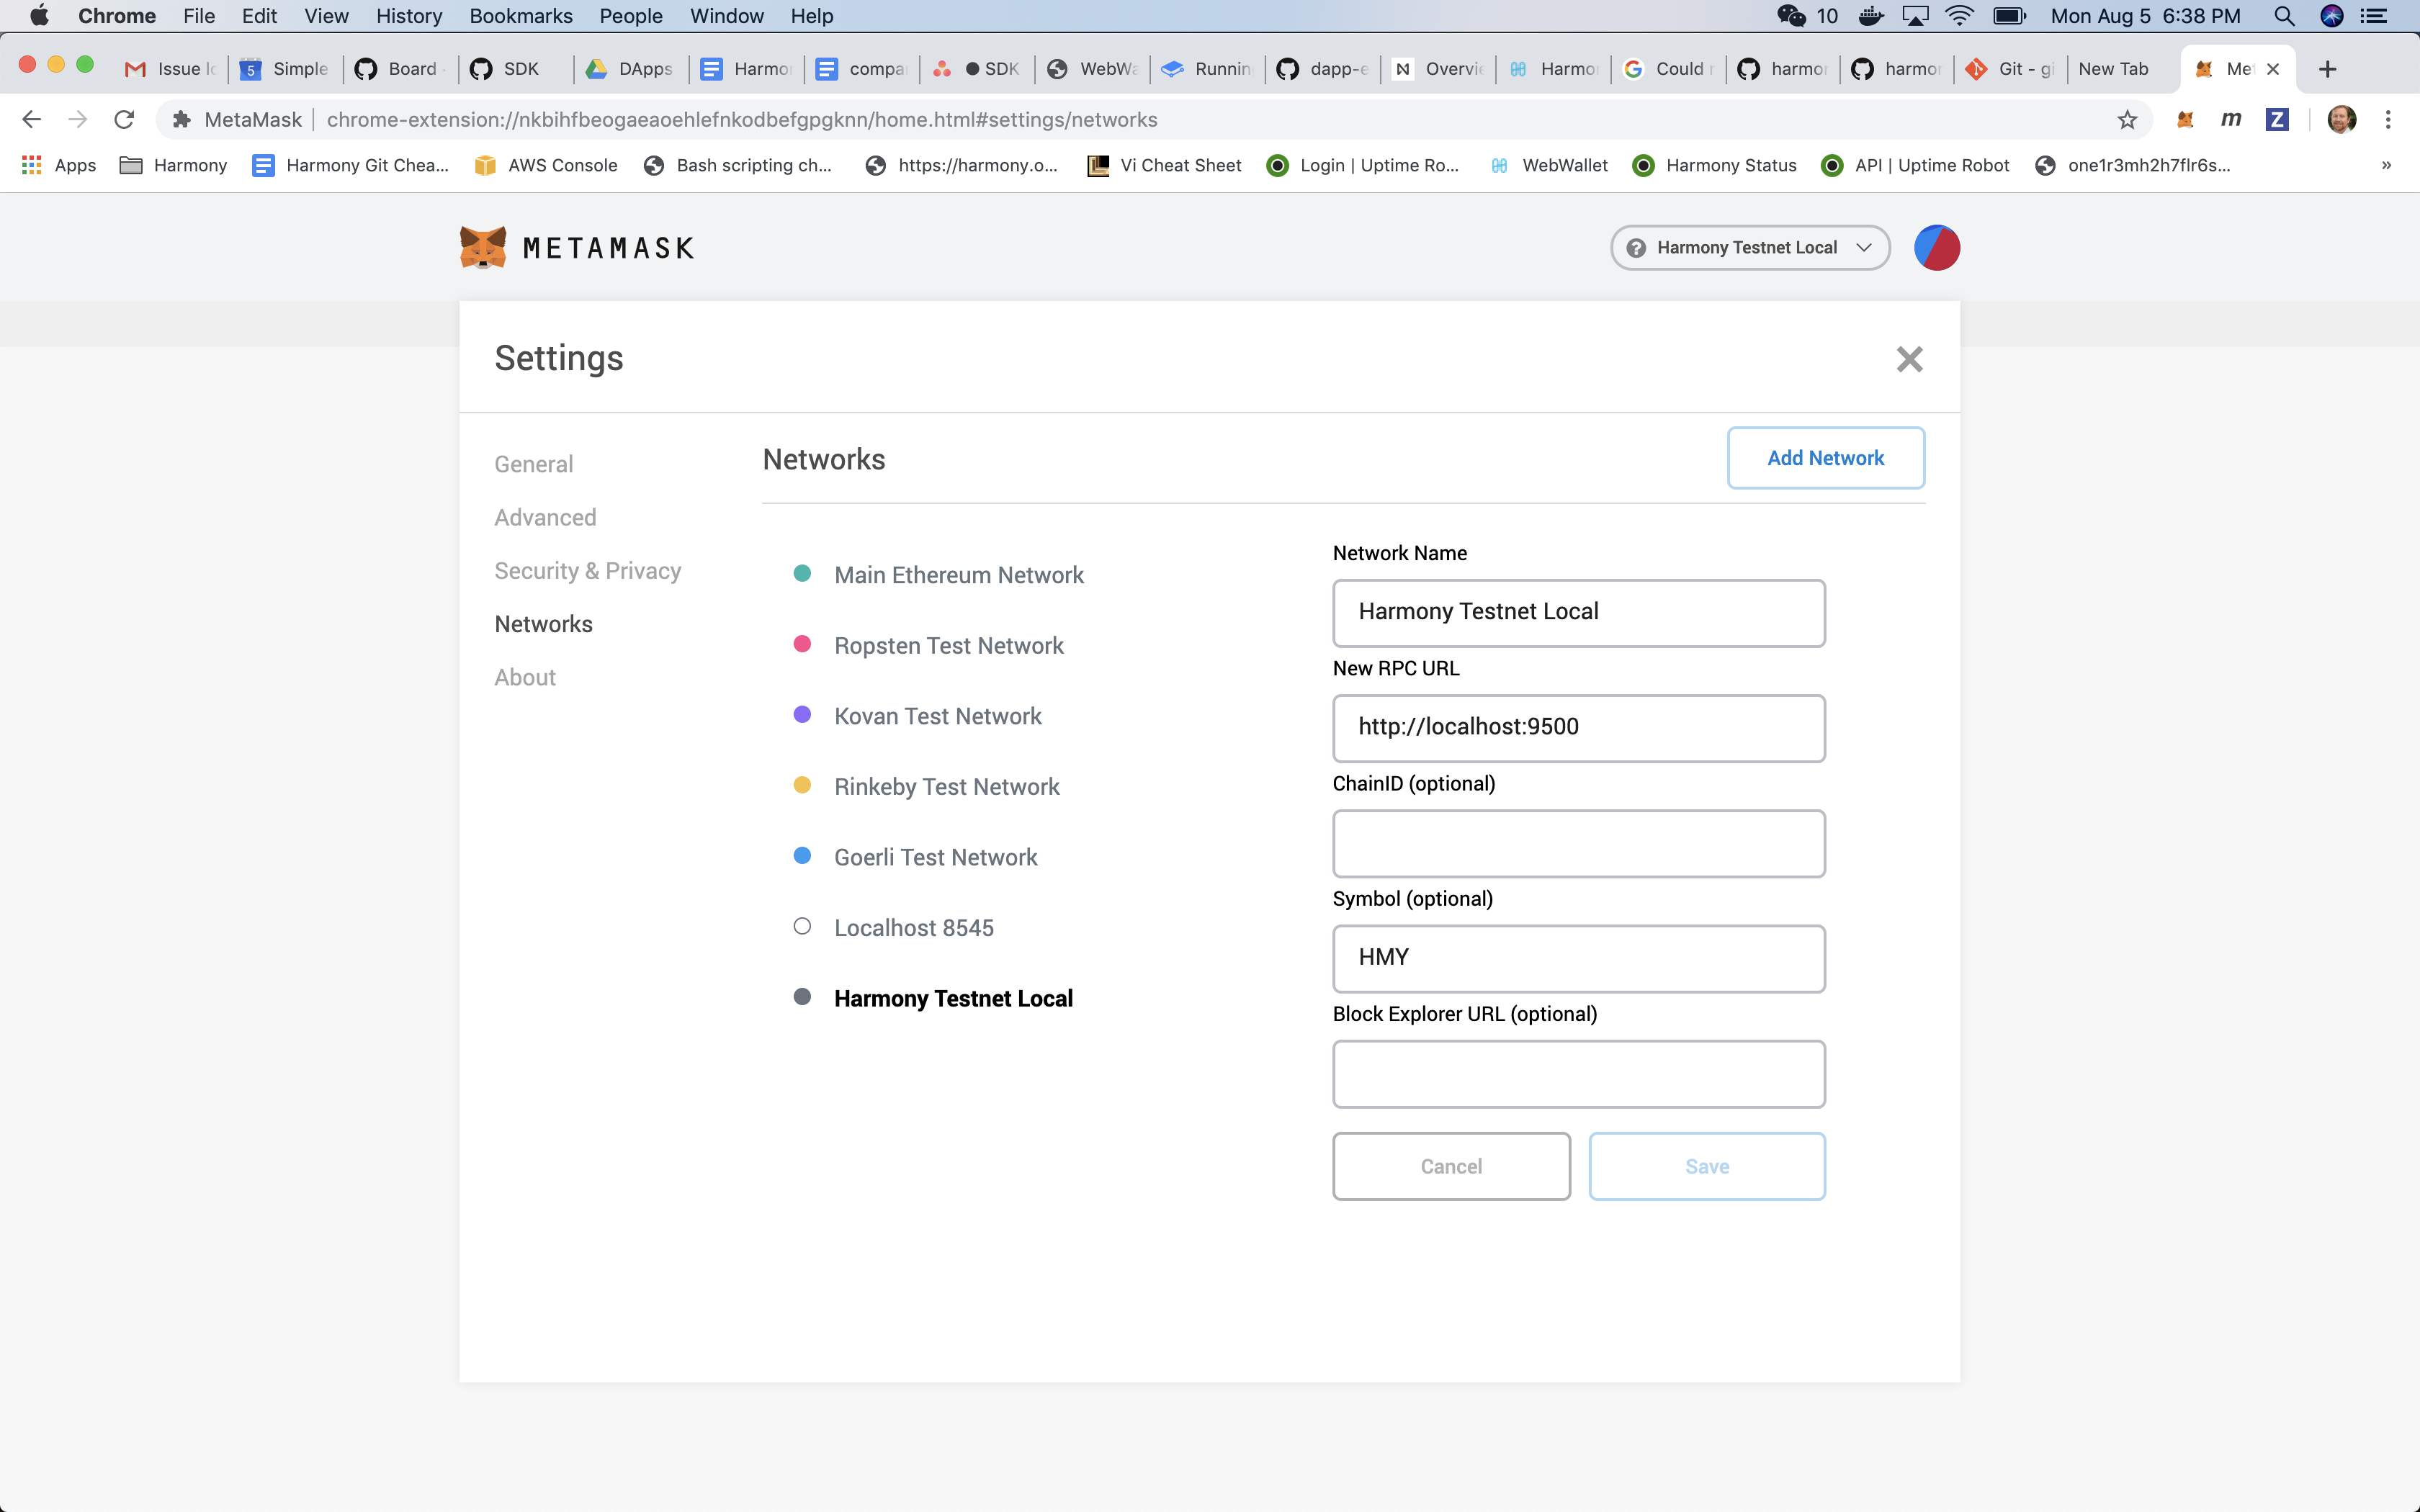 Chrome File Edit View History Bookmarks People Window Help 10 Mon Aug 5 6:38 PM
Issue 5 Simple Board SDK DApps Harmo compa SDK WebWa Runnin dapp-e Overvie Harmo Could harmo harmo Git - gi New Tab Met
MetaMask chrome-extension://nkbihfbeogaeaoehlefnkodbefgpgknn/home.html#settings/networks m Z
Apps Harmony Harmony Git Chea... AWS Console Bash scripting ch... https://harmony.o... Vi Cheat Sheet Login | Uptime Ro... WebWallet Harmony Status API | Uptime Robot one1r3mh2h7flr6s... »
METAMASK
Harmony Testnet Local
Settings
General
Advanced
Security & Privacy
Networks
About
Networks
Add Network
Main Ethereum Network
Ropsten Test Network
Kovan Test Network
Rinkeby Test Network
Goerli Test Network
Localhost 8545
Harmony Testnet Local
Network Name
Harmony Testnet Local
New RPC URL
http://localhost:9500
ChainID (optional)
Symbol (optional)
HMY
Block Explorer URL (optional)
Cancel Save